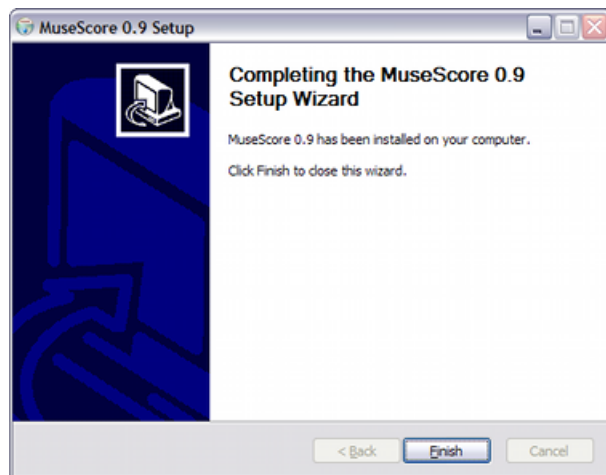 MuseScore 0.9 Setup
Completing the MuseScore 0.9
Setup Wizard
MuseScore 0.9 has been installed on your computer.
Click Finish to close this wizard.
< Back
Finish
Cancel